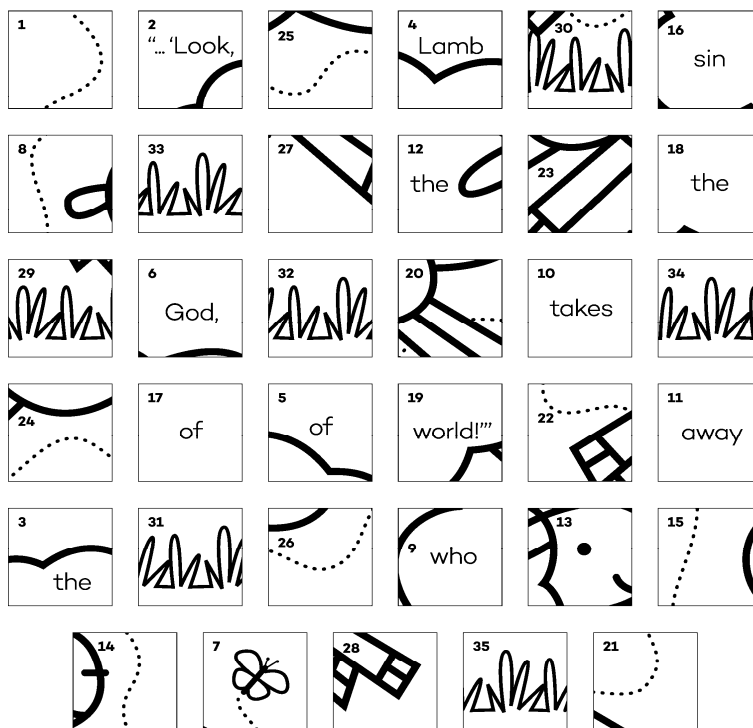 1
2
"... 'Look,
25
4
Lamb
30
16
sin
8
33
27
12
the
23
18
the
29
6
God,
32
20
10
takes
34
24
17
of
5
of
19
world!'"
22
11
away
3
the
31
26
9
who
13
15
14
7
28
35
21